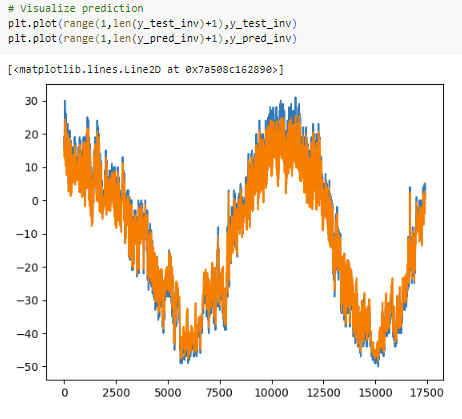 # Visualize prediction
plt.plot(range(1,len(y_test_inv)+1),y_test_inv)
plt.plot(range(1,len(y_pred_inv)+1),y_pred_inv)
[<matplotlib.lines.Line2D at 0x7a508c162890>]
30
20
10
0
−10
−20
−30
−40
−50
0 2500 5000 7500 10000 12500 15000 17500